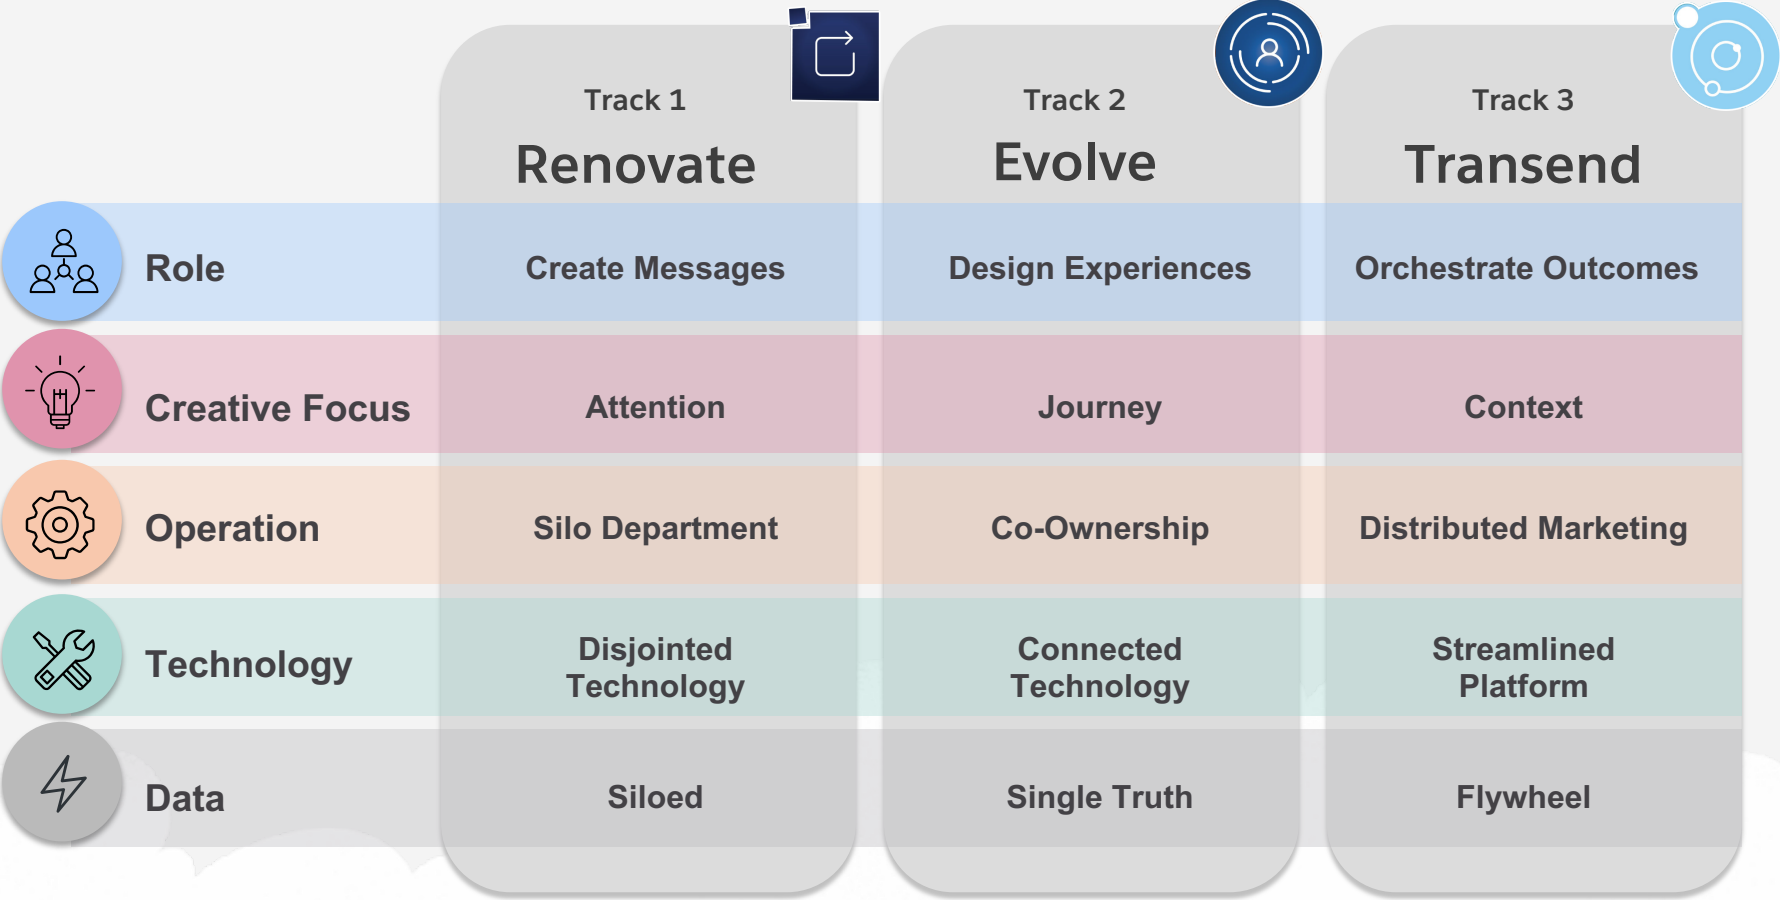 Track 1
Track 2
Track 3
Renovate
Evolve
Transend
Role
Create Messages
Design Experiences
Orchestrate Outcomes
Creative Focus
Attention
Journey
Context
Operation
Silo Department
Co-Ownership
Distributed Marketing
Technology
Disjointed
Technology
Connected
Technology
Streamlined
Platform
Data
Siloed
Single Truth
Flywheel